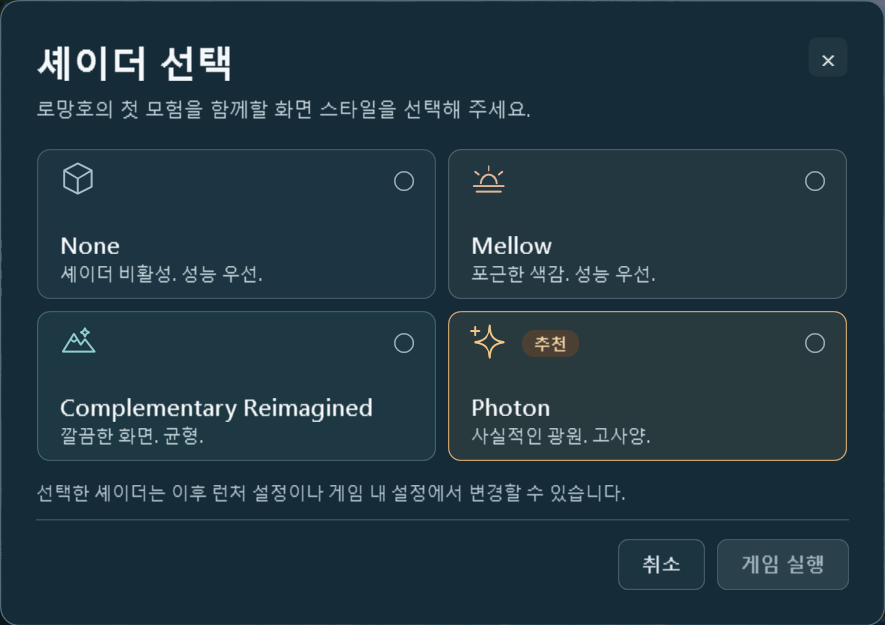 셰이더 선택
×
로망호의 첫 모험을 함께할 화면 스타일을 선택해 주세요.
None
셰이더 비활성. 성능 우선.
Mellow
포근한 색감. 성능 우선.
Complementary Reimagined
깔끔한 화면. 균형.
추천
Photon
사실적인 광원. 고사양.
선택한 셰이더는 이후 런처 설정이나 게임 내 설정에서 변경할 수 있습니다.
취소
게임 실행